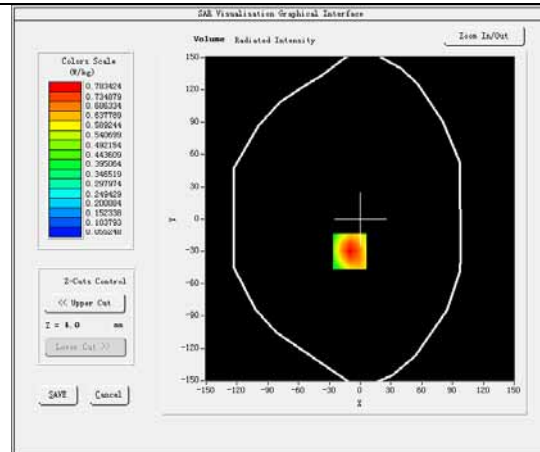 SAR Visualisation Graphical Interface
Volume Radiated Intensity
Zoom In/Out
Colors Scale
(W/kg)
0.783424
0.734879
0.686334
0.637789
0.589244
0.540699
0.492154
0.443609
0.395064
0.346519
0.297974
0.249429
0.200884
0.152338
0.103793
0.055248
150
120
90
60
30
0
-30
-60
-90
-120
-150
Y
-150 -120 -90 -60 -30 0 30 60 90 120 150
X
Z-Cuts Control
<< Upper Cut
Z = 4.0 mm
Lower Cut >>
SAVE Cancel